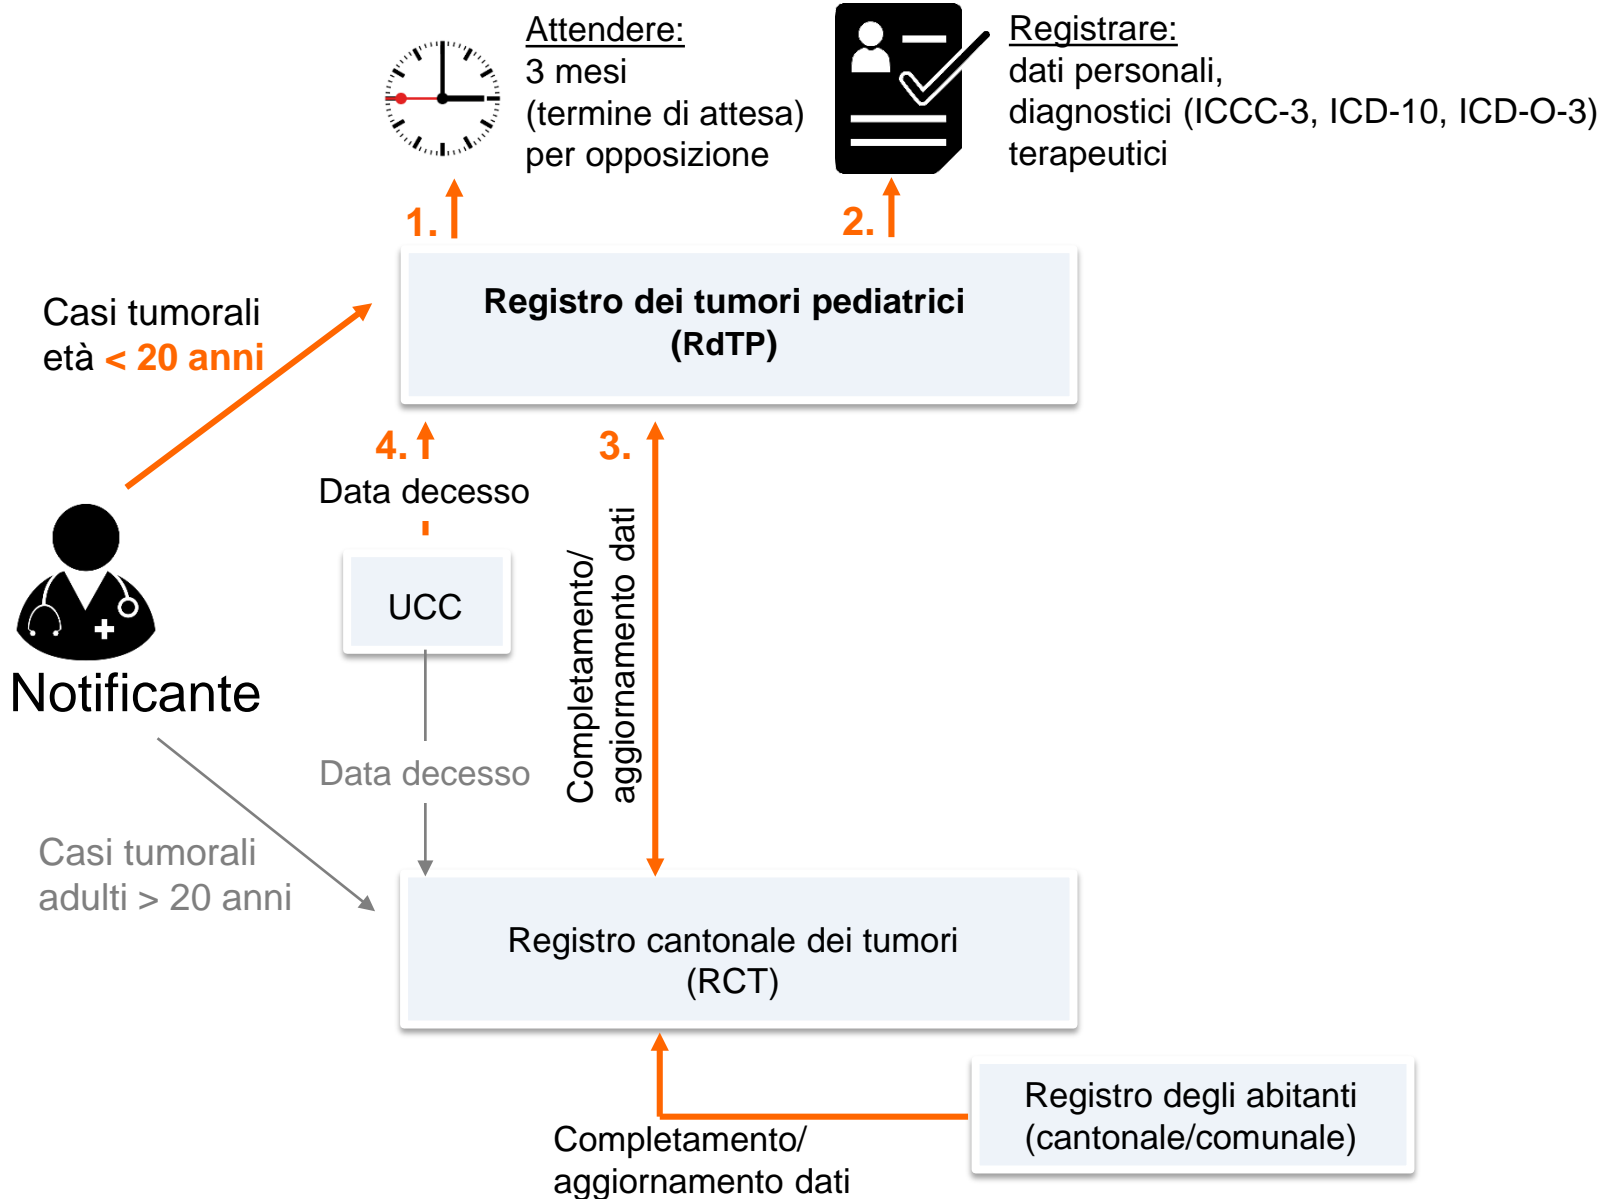 Attendere:
3 mesi
(termine di attesa)
per opposizione
Registrare:
dati personali,
diagnostici (ICCC-3, ICD-10, ICD-O-3)
terapeutici
1.
2.
Registro dei tumori pediatrici
(RdTP)
Casi tumorali
età < 20 anni
4.
3.
Data decesso
UCC
Completamento/
aggiornamento dati
Notificante
Data decesso
Casi tumorali
adulti > 20 anni
Registro cantonale dei tumori
(RCT)
Registro degli abitanti
(cantonale/comunale)
Completamento/
aggiornamento dati